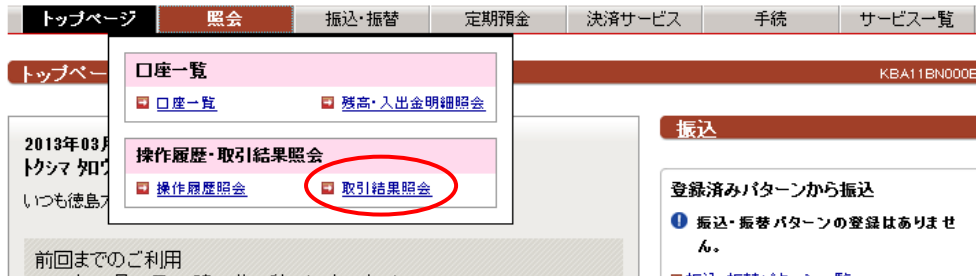 トップページ 照会 振込・振替 定期預金 決済サービス 手続 サービス一覧
トップペー
KBA11BN000B
口座一覧
口座一覧 残高・入出金明細照会
操作履歴・取引結果照会
操作履歴照会 取引結果照会
2013年03月
トクシマ タロウ
いつも徳島大
前回までのご利用
振込
登録済みパターンから振込
振込・振替パターンの登録はありませ
ん。